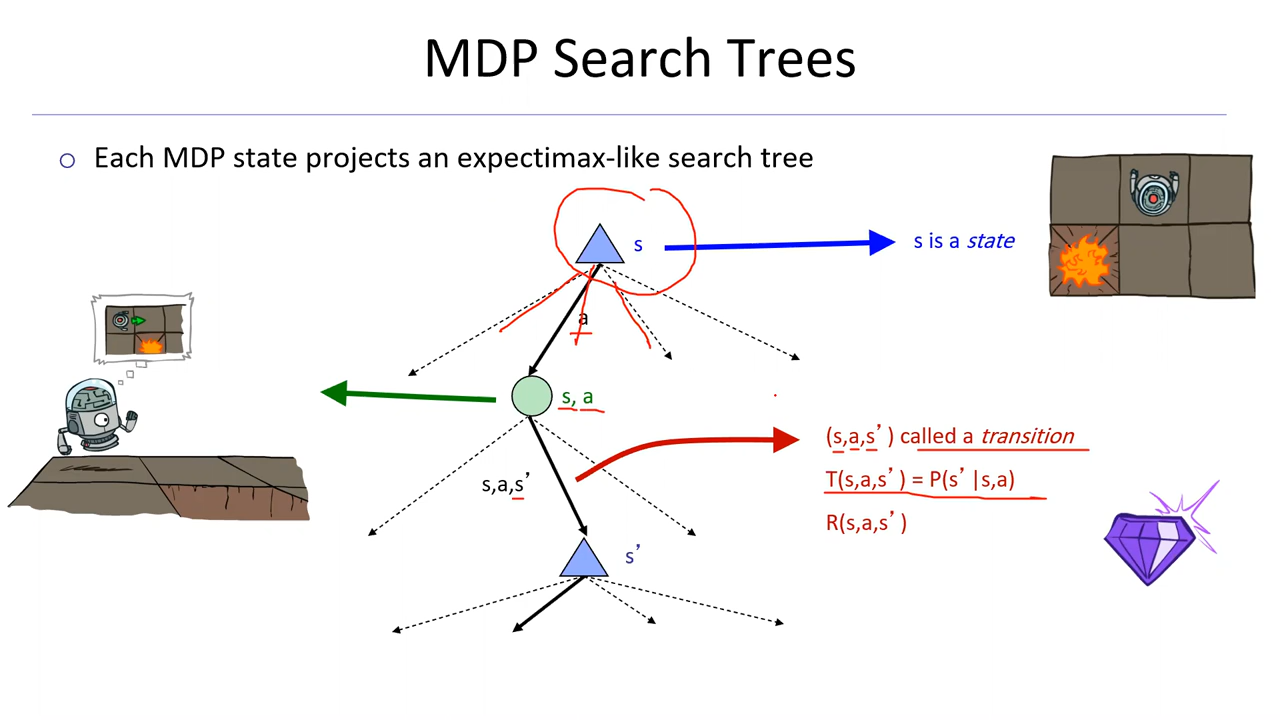 MDP Search Trees
o Each MDP state projects an expectimax-like search tree
s
s is a state
a
s, a
(s,a,s’ ) called a transition
T(s,a,s’ ) = P(s’ |s,a)
s,a,s’
R(s,a,s’ )
s’